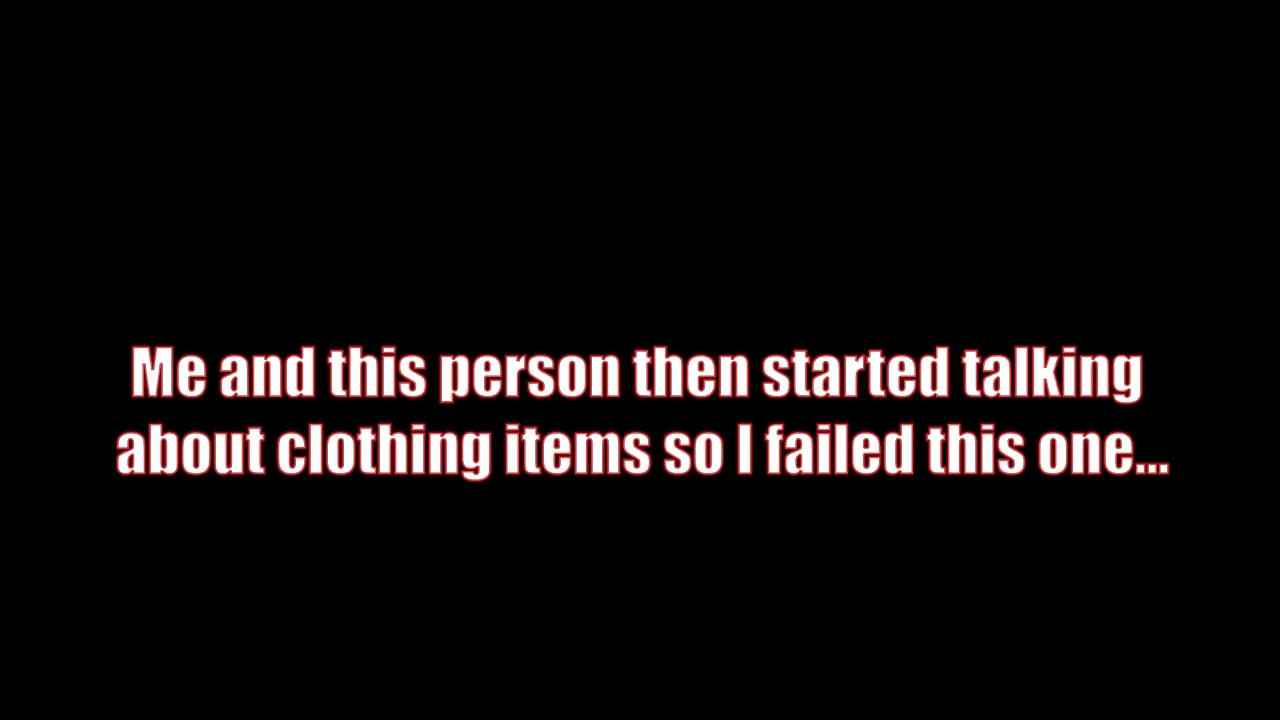 Me and this person then started talking
about clothing items so I failed this one...